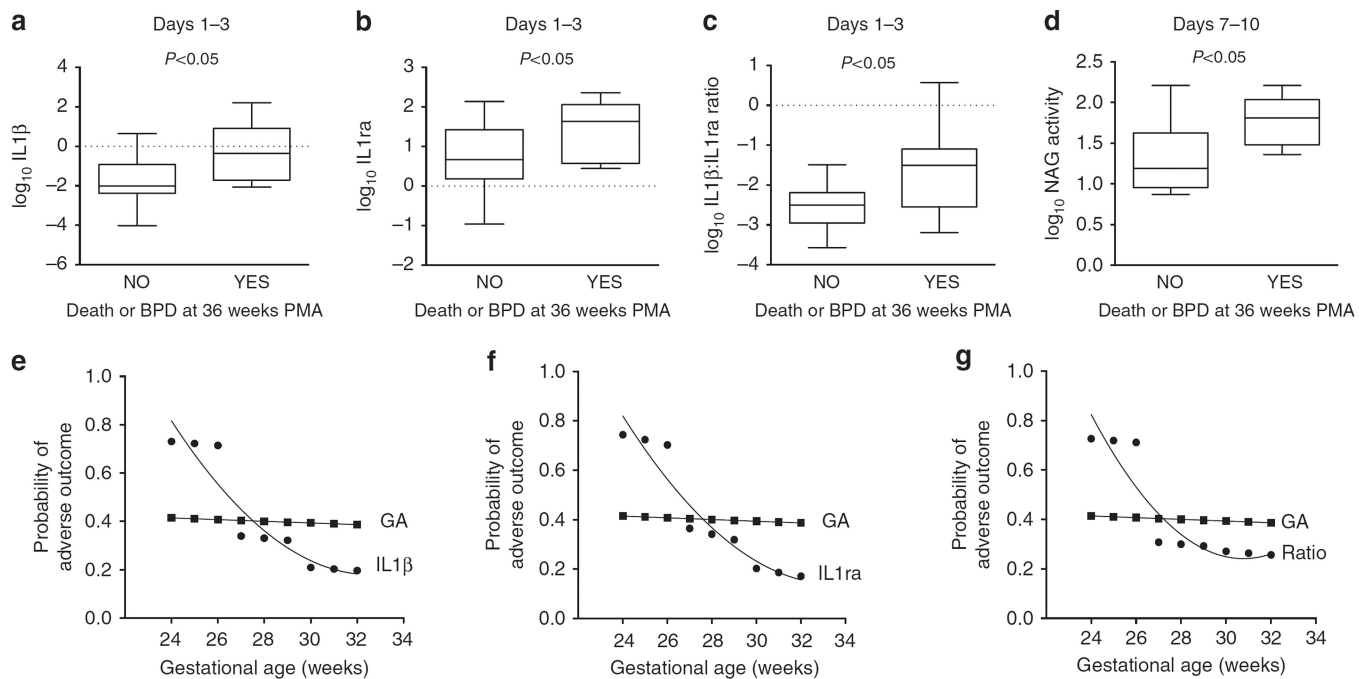 a
Days 1–3
P<0.05
log10 IL1β
4
2
0
–2
–4
–6
NO
YES
Death or BPD at 36 weeks PMA
b
Days 1–3
P<0.05
log10 IL1ra
3
2
1
0
–1
–2
NO
YES
Death or BPD at 36 weeks PMA
c
Days 1–3
P<0.05
log10 IL1β:IL1ra ratio
1
0
–1
–2
–3
–4
NO
YES
Death or BPD at 36 weeks PMA
d
Days 7–10
P<0.05
log10 NAG activity
2.5
2.0
1.5
1.0
0.5
0.0
NO
YES
Death or BPD at 36 weeks PMA
e
Probability of
adverse outcome
1.0
0.8
0.6
0.4
0.2
0.0
GA
IL1β
24 26 28 30 32 34
Gestational age (weeks)
f
Probability of
adverse outcome
1.0
0.8
0.6
0.4
0.2
0.0
GA
IL1ra
24 26 28 30 32 34
Gestational age (weeks)
g
Probability of
adverse outcome
1.0
0.8
0.6
0.4
0.2
0.0
GA
Ratio
24 26 28 30 32 34
Gestational age (weeks)